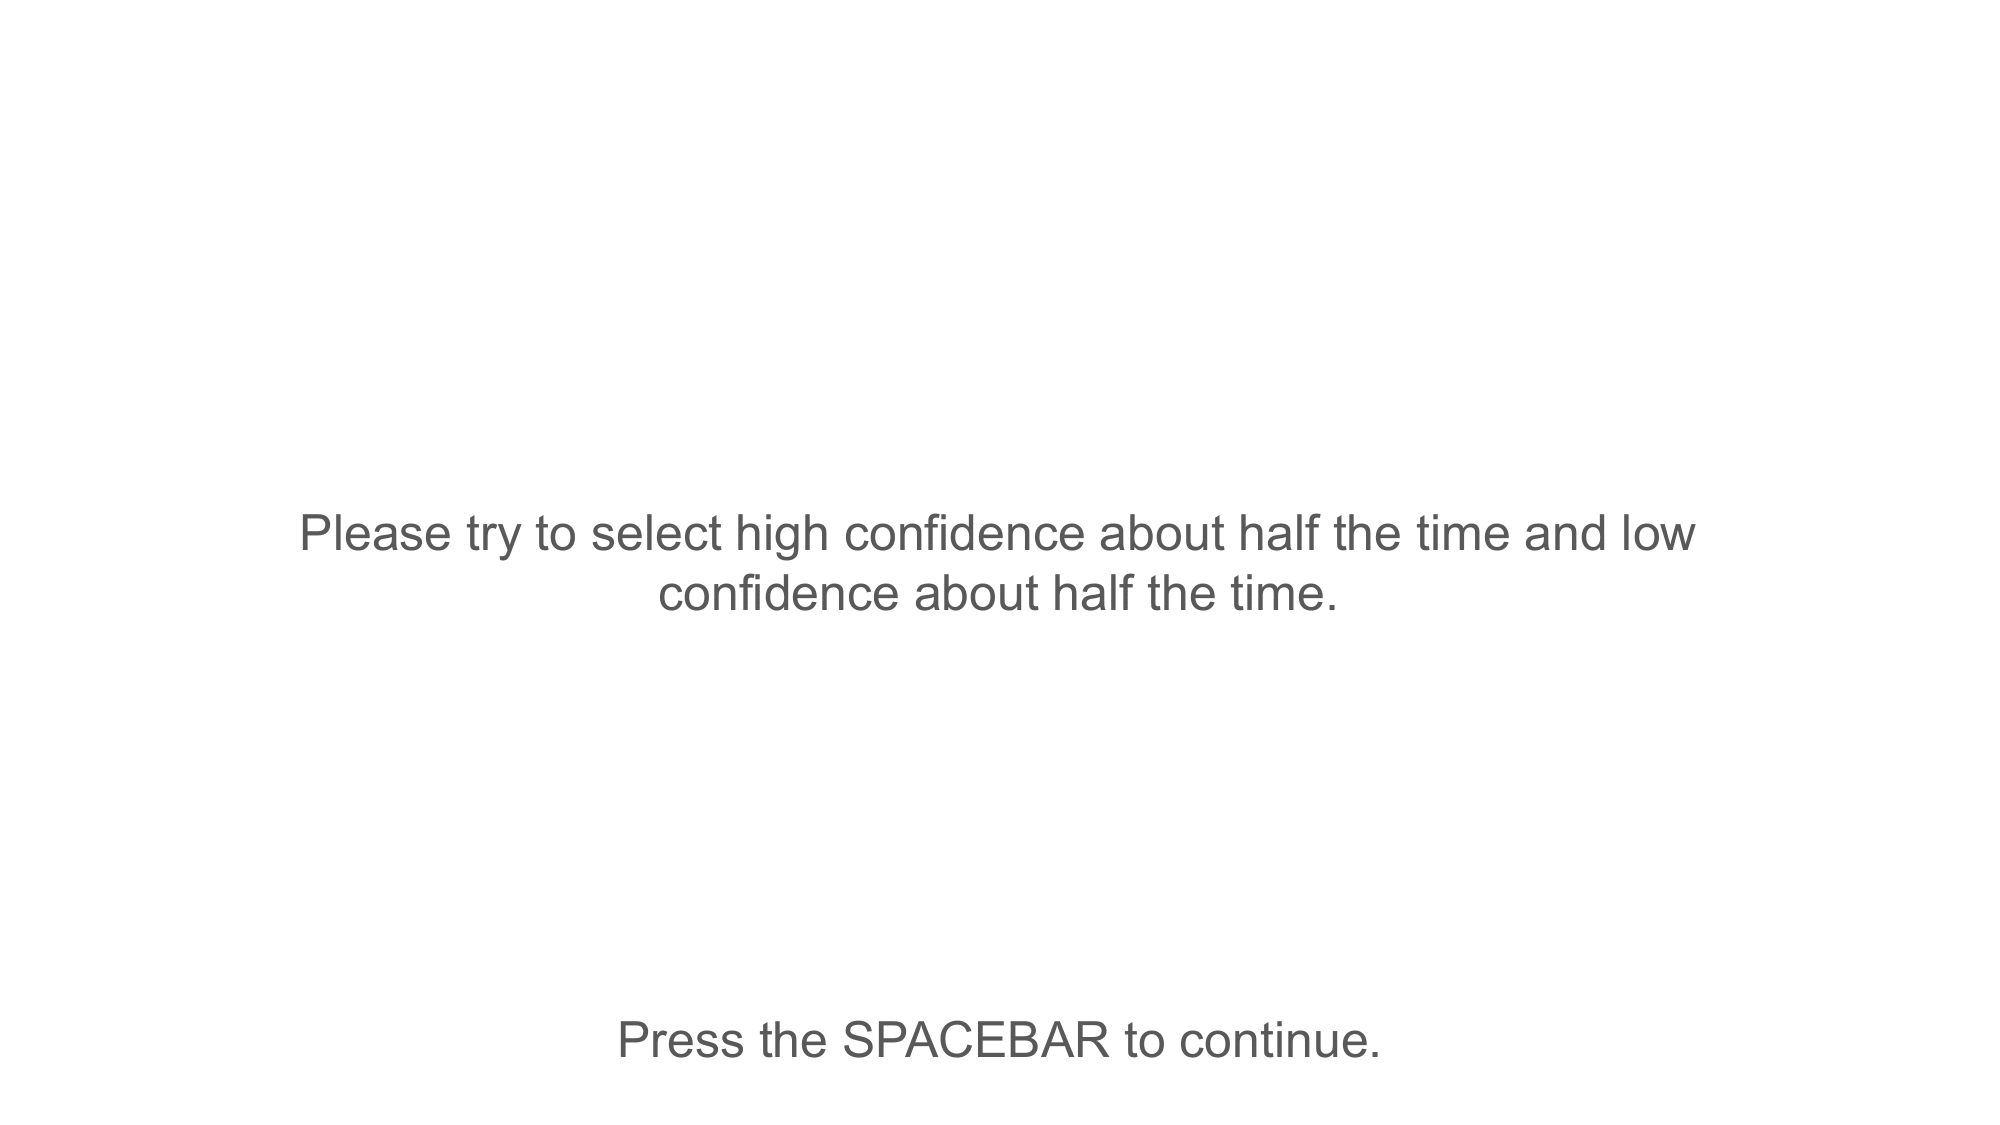 Please try to select high confidence about half the time and low
confidence about half the time.
Press the SPACEBAR to continue.